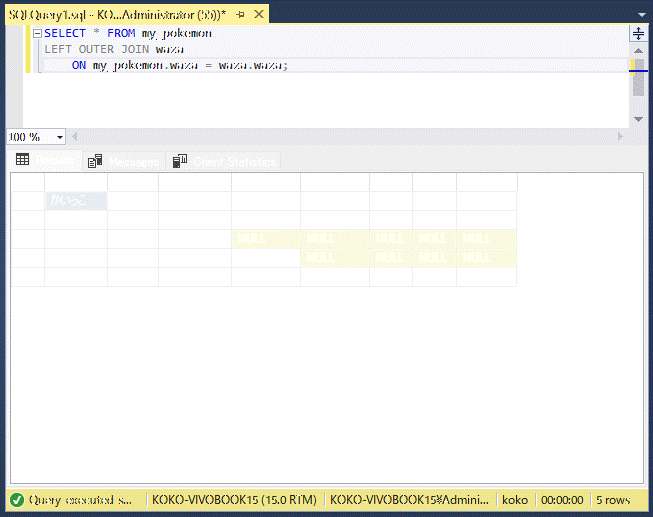 SQLQuery1.sql - KO...Administrator (55))*
SELECT * FROM my_pokemon
LEFT OUTER JOIN waza
ON my_pokemon.waza = waza.waza;
100 %
Results Messages Client Statistics
かいっこ
NULL NULL NULL NULL NULL
NULL NULL NULL NULL
Query executed s... KOKO-VIVOBOOK15 (15.0 RTM) KOKO-VIVOBOOK15¥Admini... koko 00:00:00 5 rows